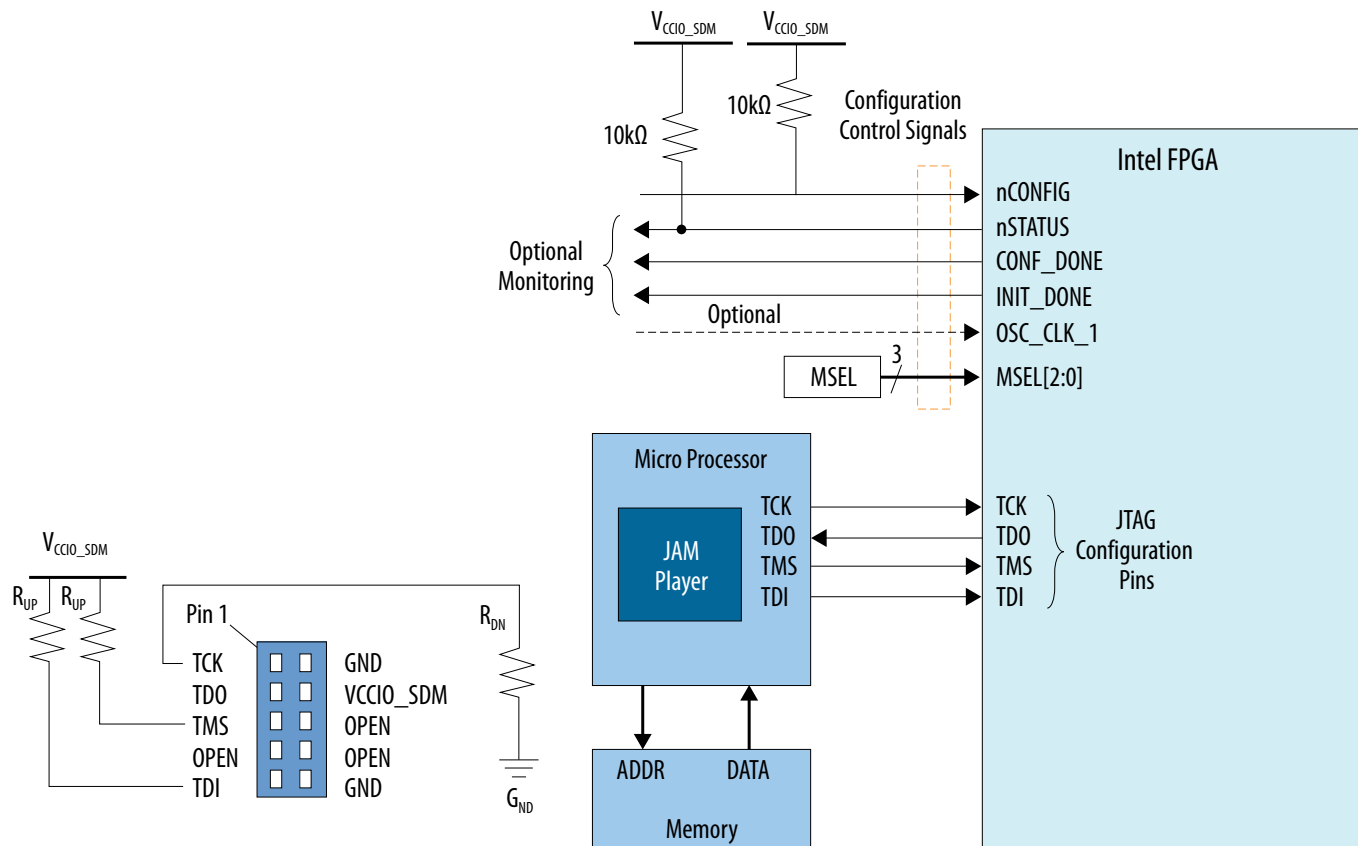 VCCIO_SDM
VCCIO_SDM
10kΩ
10kΩ
Configuration
Control Signals
Intel FPGA
nCONFIG
nSTATUS
CONF_DONE
INIT_DONE
OSC_CLK_1
MSEL[2:0]
Optional
Monitoring
Optional
MSEL
3
Micro Processor
JAM
Player
TCK
TDO
TMS
TDI
TCK
TDO
TMS
TDI
JTAG
Configuration
Pins
ADDR
DATA
Memory
VCCIO_SDM
RUP
RUP
Pin 1
TCK
TDO
TMS
OPEN
TDI
GND
VCCIO_SDM
OPEN
OPEN
GND
RDN
GND